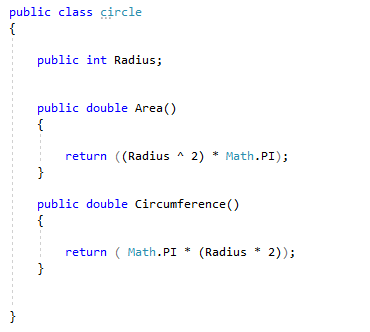 public class circle
{
public int Radius;
public double Area()
{
return ((Radius ^ 2) * Math.PI);
}
public double Circumference()
{
return ( Math.PI * (Radius * 2));
}
}